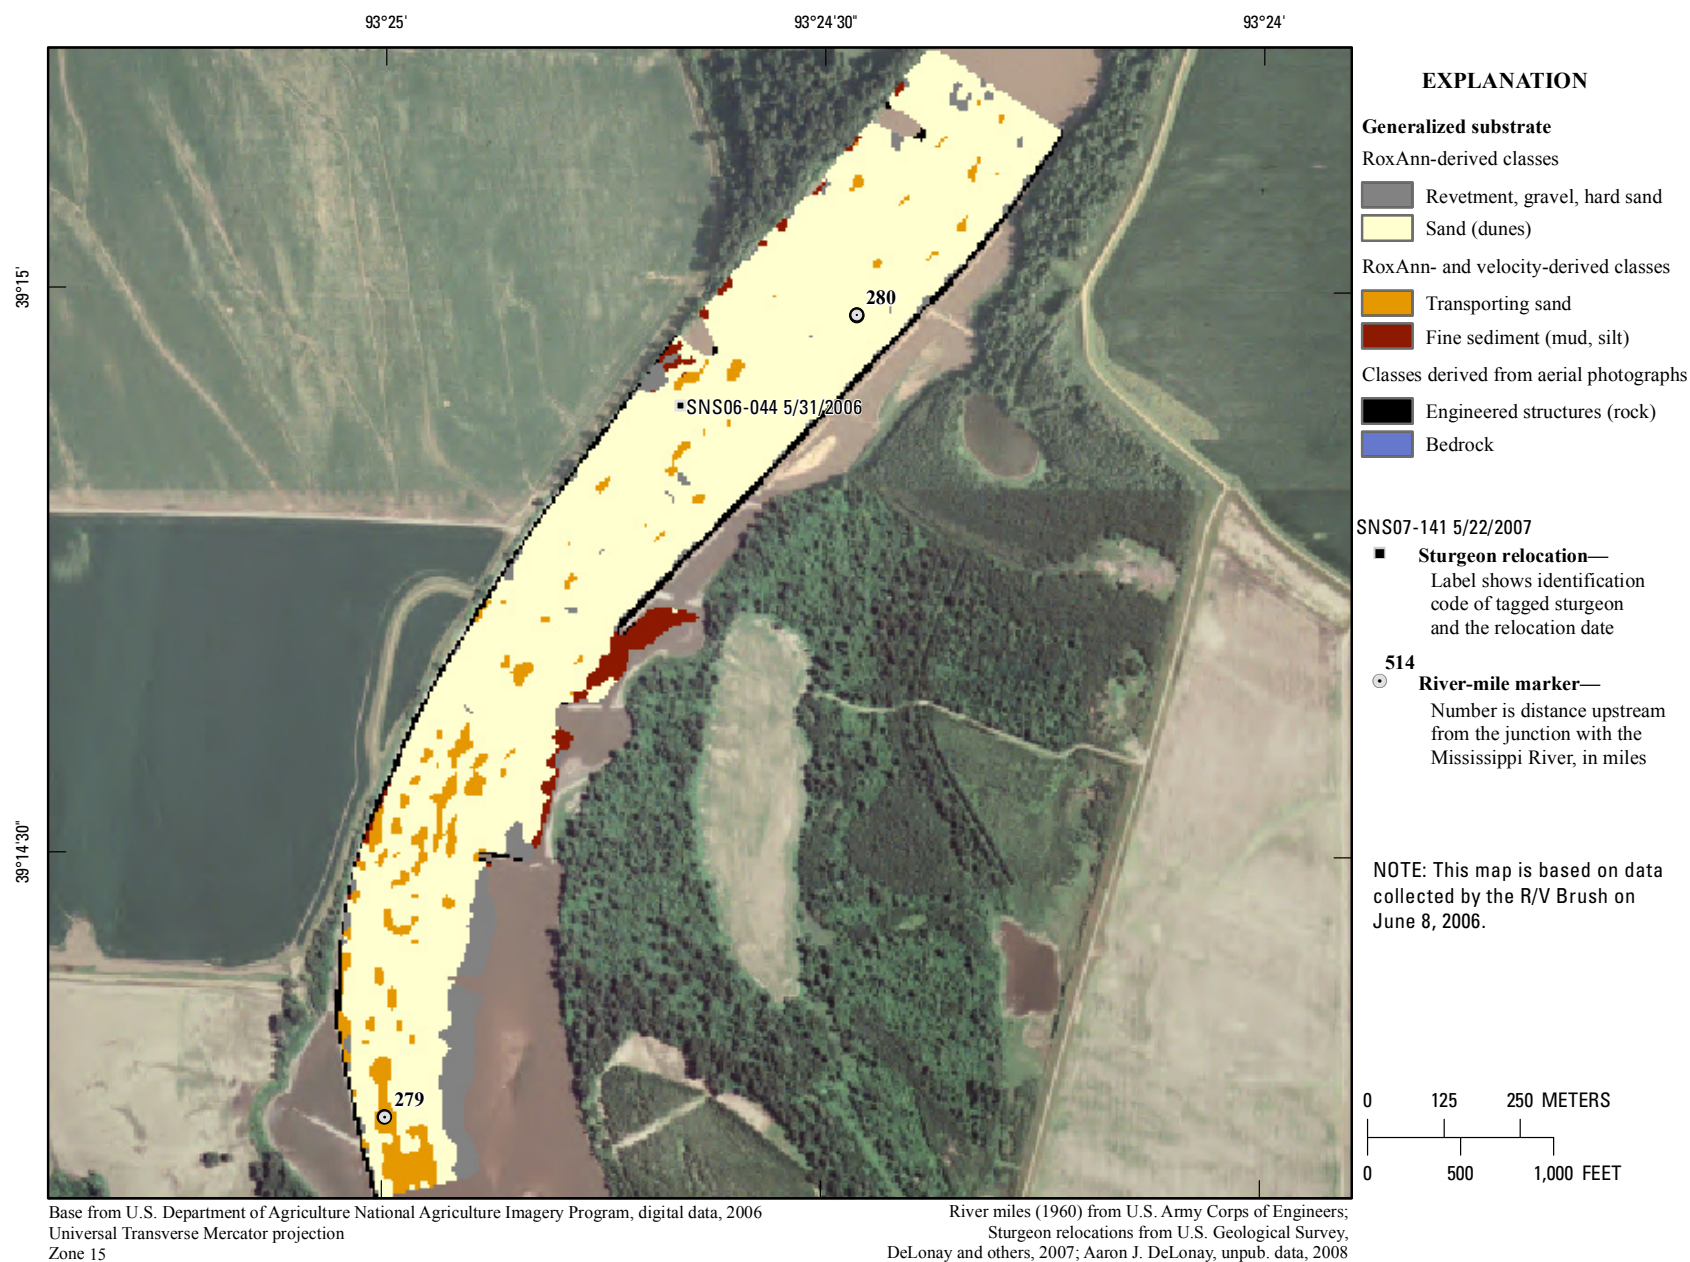 93°25'
93°24'30"
93°24'
39°15'
39°14'30"
280
SNS06-044 5/31/2006
279
EXPLANATION
Generalized substrate
RoxAnn-derived classes
Revetment, gravel, hard sand
Sand (dunes)
RoxAnn- and velocity-derived classes
Transporting sand
Fine sediment (mud, silt)
Classes derived from aerial photographs
Engineered structures (rock)
Bedrock
SNS07-141 5/22/2007
Sturgeon relocation—
Label shows identification
code of tagged sturgeon
and the relocation date
514
River-mile marker—
Number is distance upstream
from the junction with the
Mississippi River, in miles
NOTE: This map is based on data
collected by the R/V Brush on
June 8, 2006.
0 125 250 METERS
0 500 1,000 FEET
Base from U.S. Department of Agriculture National Agriculture Imagery Program, digital data, 2006
Universal Transverse Mercator projection
Zone 15
River miles (1960) from U.S. Army Corps of Engineers;
Sturgeon relocations from U.S. Geological Survey,
DeLonay and others, 2007; Aaron J. DeLonay, unpub. data, 2008